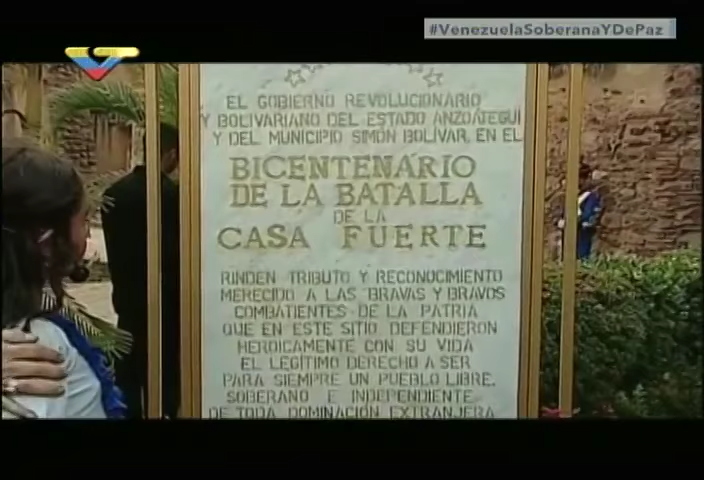 #VenezuelaSoberanaYDePaz
EL GOBIERNO REVOLUCIONARIO
Y BOLIVARIANO DEL ESTADO ANZOÁTEGUI
Y DEL MUNICIPIO SIMÓN BOLÍVAR, EN EL
BICENTENARIO
DE LA BATALLA
DE LA
CASA FUERTE
RINDEN TRIBUTO Y RECONOCIMIENTO
MERECIDO A LAS BRAVAS Y BRAVOS
COMBATIENTES DE LA PATRIA
QUE EN ESTE SITIO DEFENDIERON
HEROICAMENTE CON SU VIDA
EL LEGÍTIMO DERECHO A SER
PARA SIEMPRE UN PUEBLO LIBRE,
SOBERANO E INDEPENDIENTE
DE TODA DOMINACIÓN EXTRANJERA